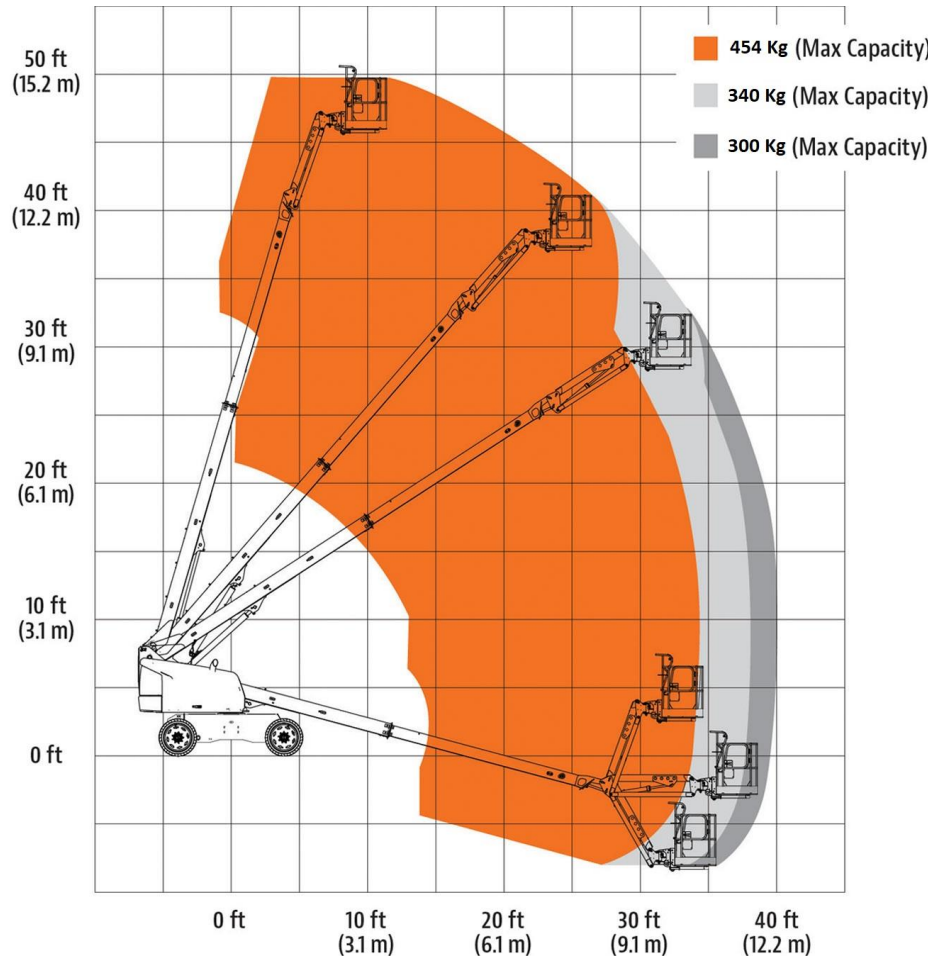 50 ft
(15.2 m)
454 Kg (Max Capacity)
340 Kg (Max Capacity)
300 Kg (Max Capacity)
40 ft
(12.2 m)
30 ft
(9.1 m)
20 ft
(6.1 m)
10 ft
(3.1 m)
0 ft
0 ft
10 ft
(3.1 m)
20 ft
(6.1 m)
30 ft
(9.1 m)
40 ft
(12.2 m)